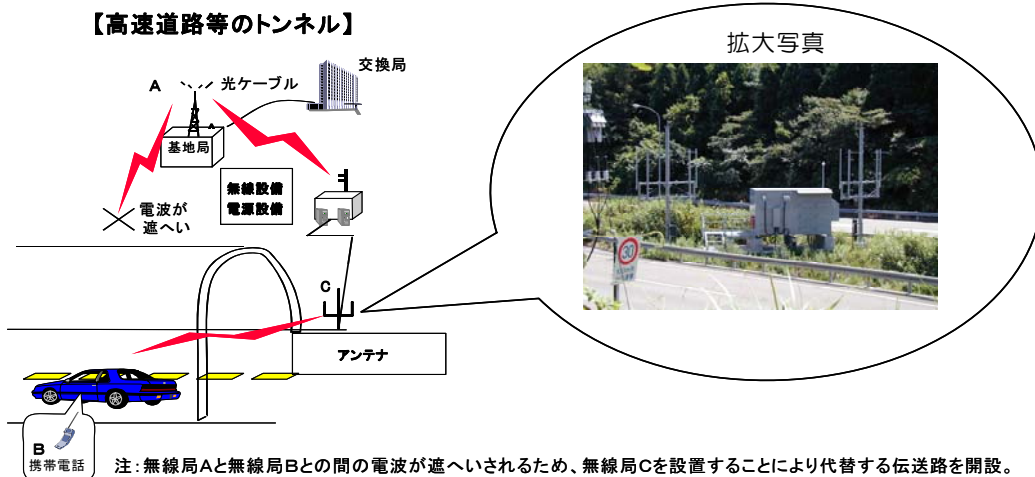 【高速道路等のトンネル】
拡大写真
交換局
A
光ケーブル
基地局
無線設備
電源設備
電波が
遮へい
30
C
アンテナ
B
携帯電話
注:無線局Aと無線局Bとの間の電波が遮へいされるため、無線局Cを設置することにより代替する伝送路を開設。